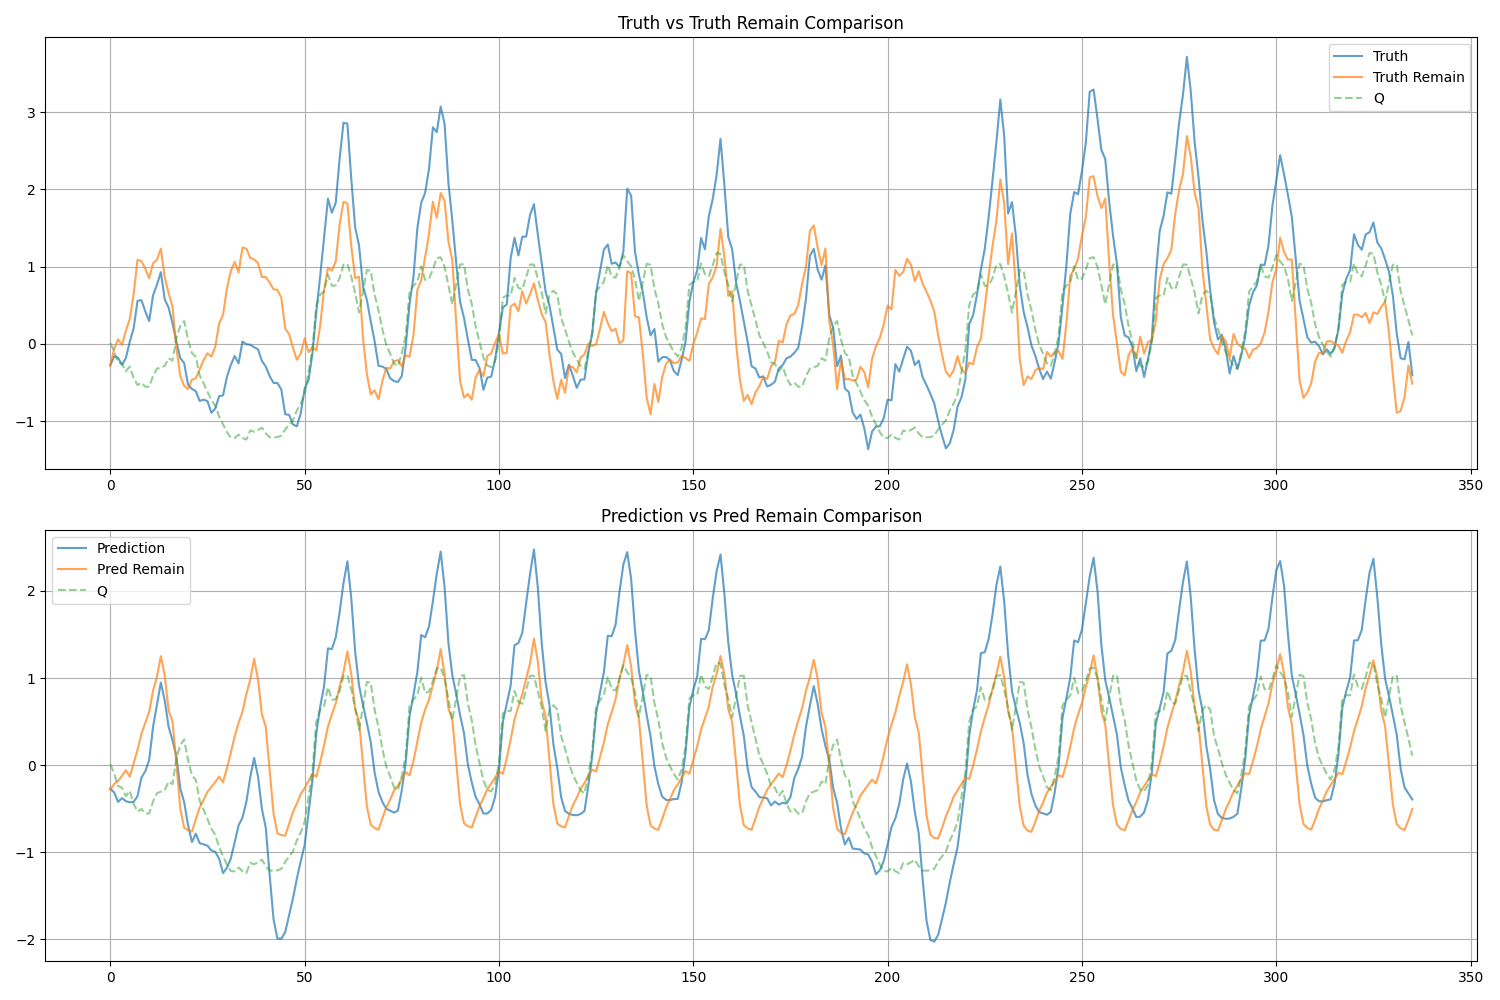 Truth vs Truth Remain Comparison
Truth
Truth Remain
Q
3
2
1
0
−1
0 50 100 150 200 250 300 350
Prediction vs Pred Remain Comparison
Prediction
Pred Remain
Q
2
1
0
−1
−2
0 50 100 150 200 250 300 350